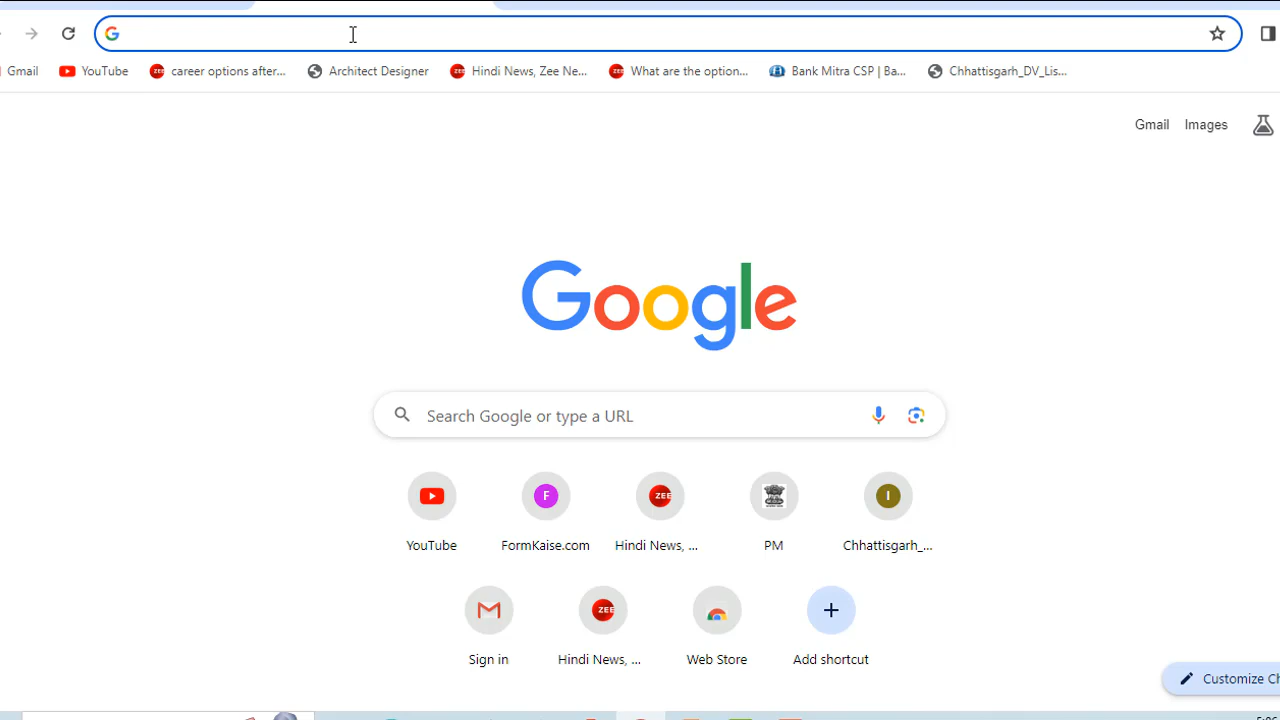 Gmail YouTube career options after... Architect Designer Hindi News, Zee Ne... What are the option... Bank Mitra CSP | Ba... Chhattisgarh_DV_Lis...
Gmail Images
Google
Search Google or type a URL
YouTube FormKaise.com Hindi News, ... PM Chhattisgarh_...
Sign in Hindi News, ... Web Store Add shortcut
Customize Ch